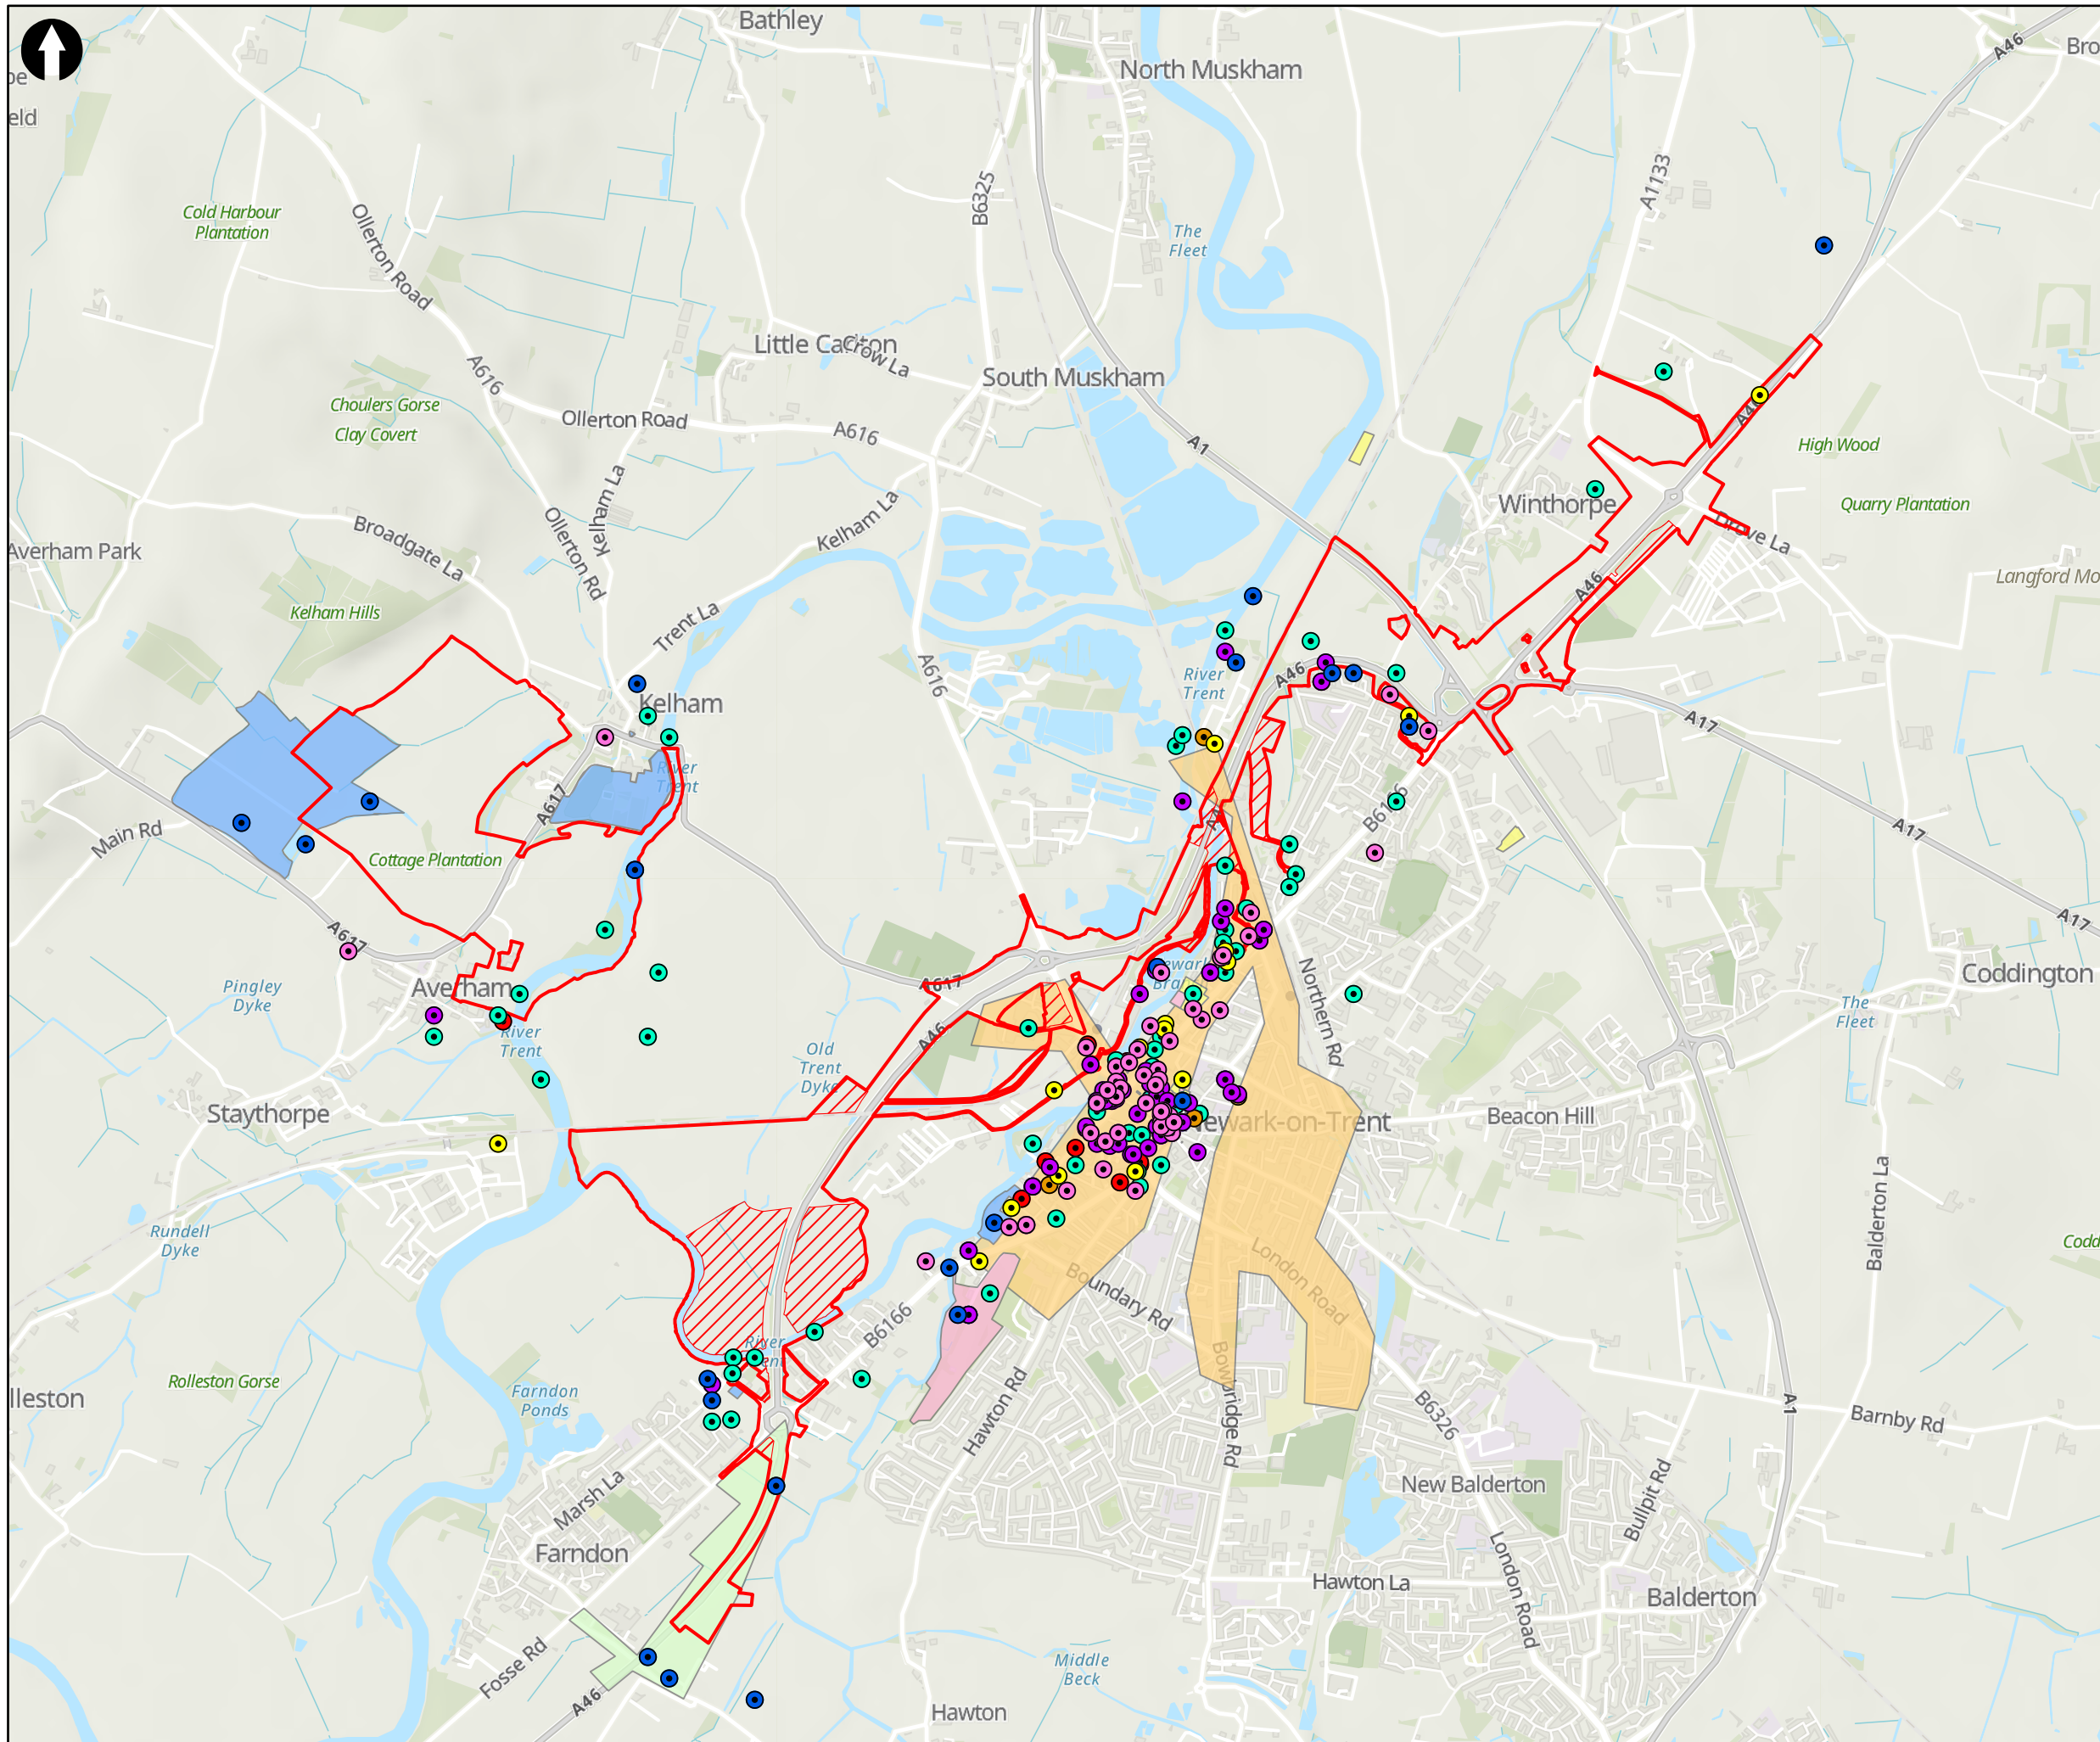 Bathley
Bro
North Muskham
A46
pe
eld
A1133
B6325
Cold Harbour
Plantation
The
Fleet
Ollerton Road
Little Carlton
Crow La
South Muskham
A616
Choulers Gorse
Clay Covert
Ollerton Road
A616
A1
A46
High Wood
Kelham La
Winthorpe
Quarry Plantation
Ollerton Rd
Kelham La
Broadgate La
Drove La
Averham Park
A46
Langford Mo
Kelham Hills
Trent La
A616
River
Trent
A46
Kelham
A17
River
Trent
A617
B6166
Main Rd
A17
Cottage Plantation
A617
A17
Northern Rd
Coddington
Averham
A617
Pingley
Dyke
The
Fleet
River
Trent
A46
Old
Trent
Dyke
Staythorpe
Newark-on-Trent
Beacon Hill
Rundell
Dyke
Balderton La
Codd
London Road
Boundary Rd
B6166
River
Trent
Rolleston Gorse
lleston
Farndon
Ponds
Bowbridge Rd
Hawton Rd
B6326
A1
Barnby Rd
Marsh La
New Balderton
Bullpit Rd
Farndon
London Road
Hawton La
Balderton
Fosse Rd
Middle
Beck
A46
Hawton